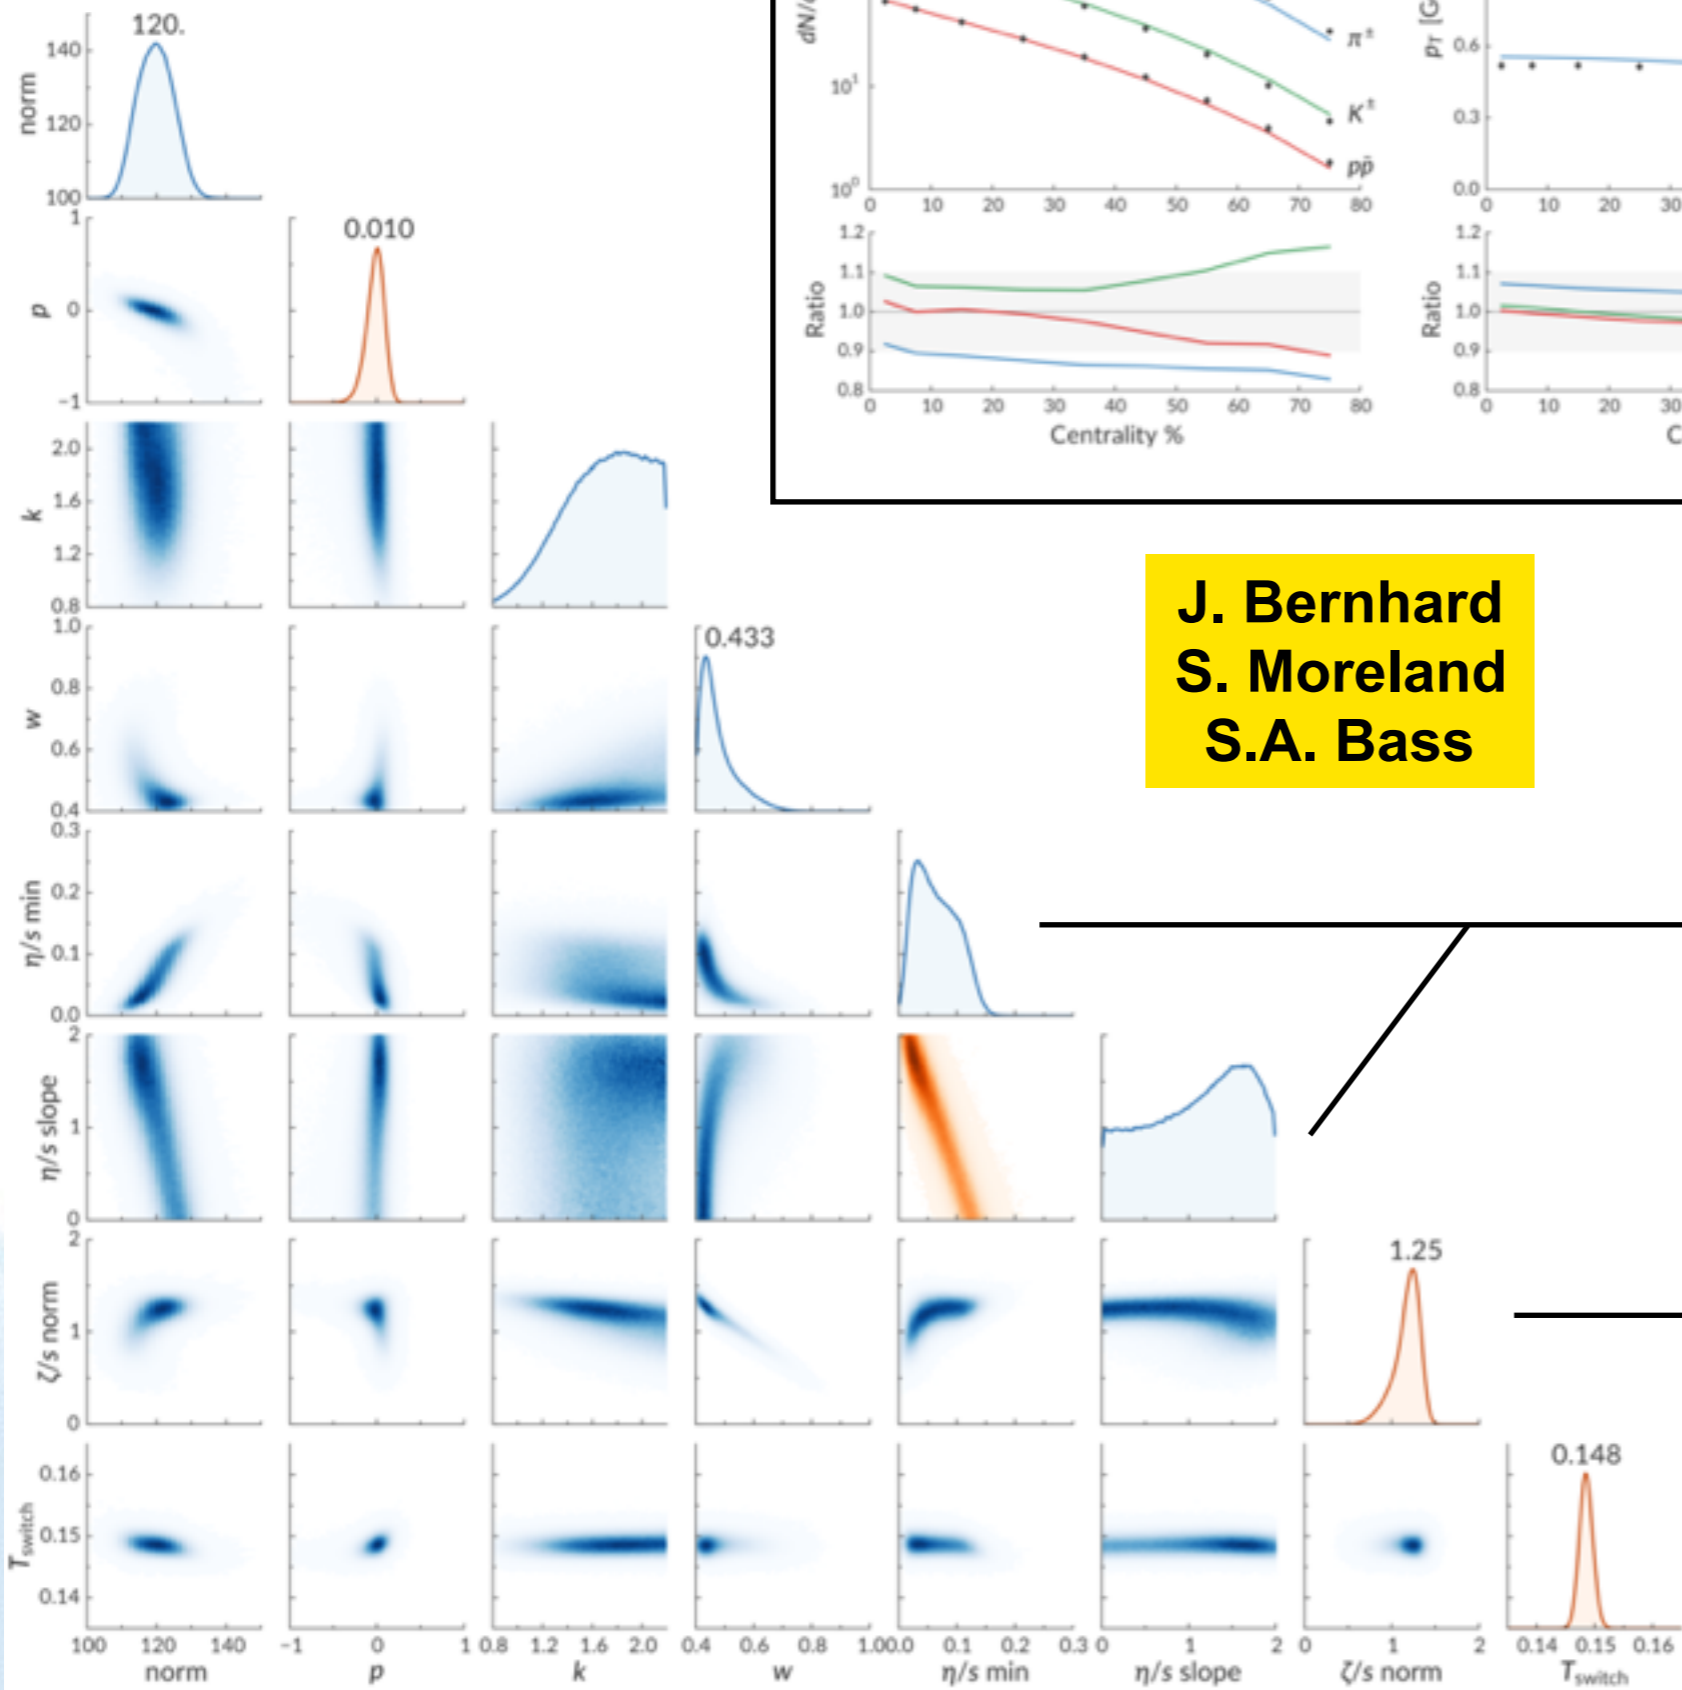 120.
140
120
100
norm
dN/
10¹
10⁰
π±
K±
pp̄
0 10 20 30 40 50 60 70 80
pT [G
0.6
0.3
0.0
0 10 20 30
1
0
−1
p
0.010
1.2
1.1
1.0
0.9
0.8
Ratio
0 10 20 30 40 50 60 70 80
Centrality %
1.2
1.1
1.0
0.9
0.8
Ratio
0 10 20 30
C
2.0
1.6
1.2
0.8
k
J. Bernhard
S. Moreland
S.A. Bass
1.0
0.8
0.6
0.4
w
0.433
0.3
0.2
0.1
0.0
η/s min
2
1
0
η/s slope
2
1
0
ζ/s norm
1.25
0.16
0.15
0.14
Tswitch
0.148
100 120 140
norm
−1 0 1
p
0.8 1.2 1.6 2.0
k
0.4 0.6 0.8 1.0
w
0.0 0.1 0.2 0.3
η/s min
0 1 2
η/s slope
0 1 2
ζ/s norm
0.14 0.15 0.16
Tswitch